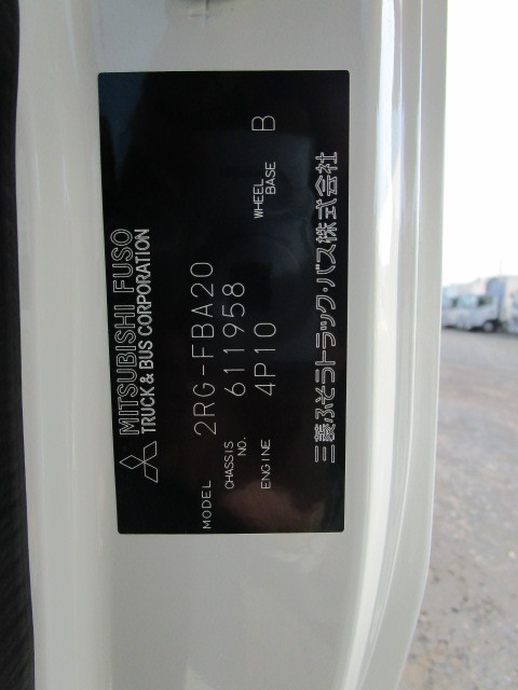 MITSUBISHI FUSO
TRUCK & BUS CORPORATION
MODEL 2RG-FBA20
CHASSIS NO. 611958
ENGINE 4P10 WHEEL BASE B
三菱ふそうトラック・バス株式会社